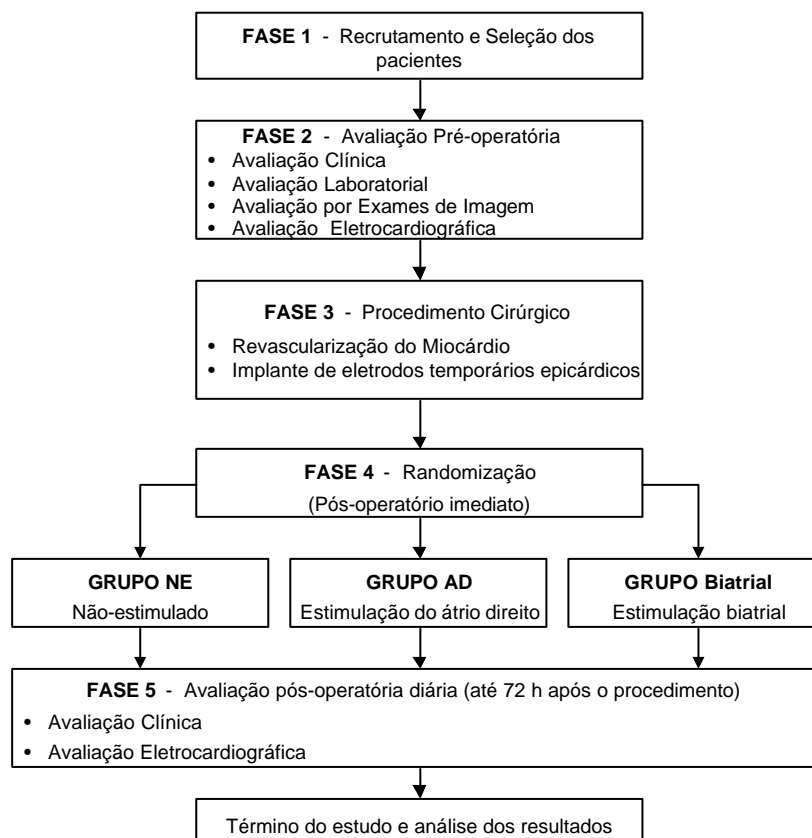 FASE 1 - Recrutamento e Seleção dos
pacientes
FASE 2 - Avaliação Pré-operatória
• Avaliação Clínica
• Avaliação Laboratorial
• Avaliação por Exames de Imagem
• Avaliação Eletrocardiográfica
FASE 3 - Procedimento Cirúrgico
• Revascularização do Miocárdio
• Implante de eletrodos temporários epicárdicos
FASE 4 - Randomização
(Pós-operatório imediato)
GRUPO NE
Não-estimulado
GRUPO AD
Estimulação do átrio direito
GRUPO Biatrial
Estimulação biatrial
FASE 5 - Avaliação pós-operatória diária (até 72 h após o procedimento)
• Avaliação Clínica
• Avaliação Eletrocardiográfica
Término do estudo e análise dos resultados